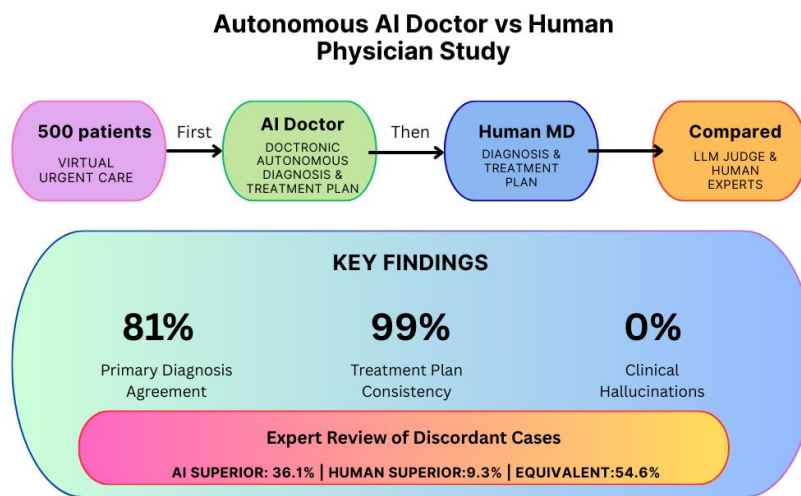 Autonomous AI Doctor vs Human
Physician Study
500 patients
VIRTUAL
URGENT CARE
First
AI Doctor
DOCTRONIC
AUTONOMOUS
DIAGNOSIS &
TREATMENT PLAN
Then
Human MD
DIAGNOSIS &
TREATMENT
PLAN
Compared
LLM JUDGE &
HUMAN
EXPERTS
KEY FINDINGS
81%
Primary Diagnosis
Agreement
99%
Treatment Plan
Consistency
0%
Clinical
Hallucinations
Expert Review of Discordant Cases
AI SUPERIOR: 36.1% | HUMAN SUPERIOR:9.3% | EQUIVALENT:54.6%